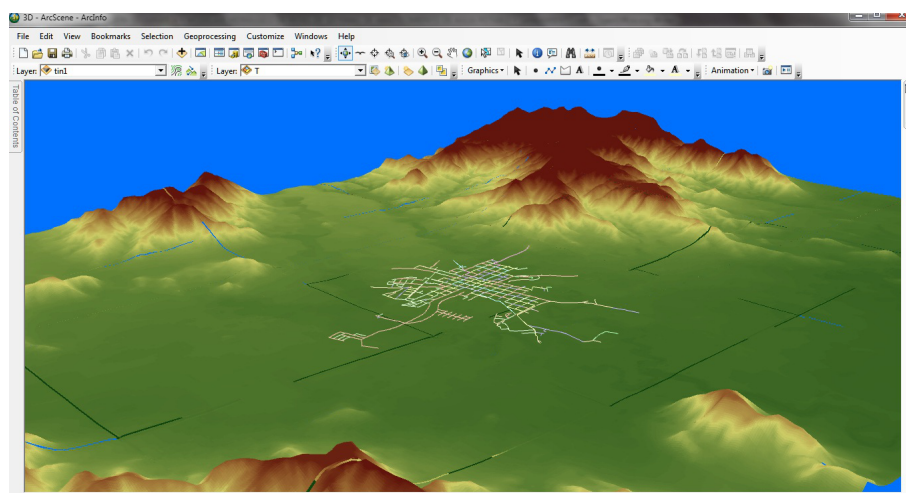 3D - ArcScene - ArcInfo
File Edit View Bookmarks Selection Geoprocessing Customize Windows Help
Layer: tin1 Layer: T Graphics Animation
Table Of Contents